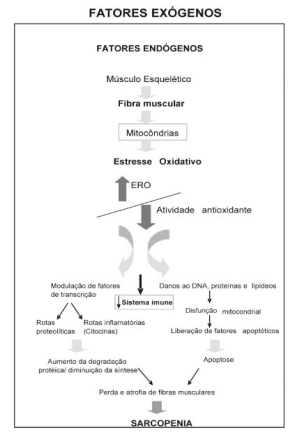 FATORES EXÓGENOS
FATORES ENDÓGENOS
Músculo Esquelético
Fibra muscular
Mitocôndrias
Estresse Oxidativo
ERO
Atividade antioxidante
Modulação de fatores
de transcrição
Sistema imune
Danos ao DNA, proteínas e lipídeos
Disfunção mitocondrial
Rotas
proteolíticas
Rotas inflamatórias
(Citocinas)
Liberação de fatores apoptóticos
Aumento da degradação
protéica/ diminuição da síntese
Apoptose
Perda e atrofia de fibras musculares
SARCOPENIA